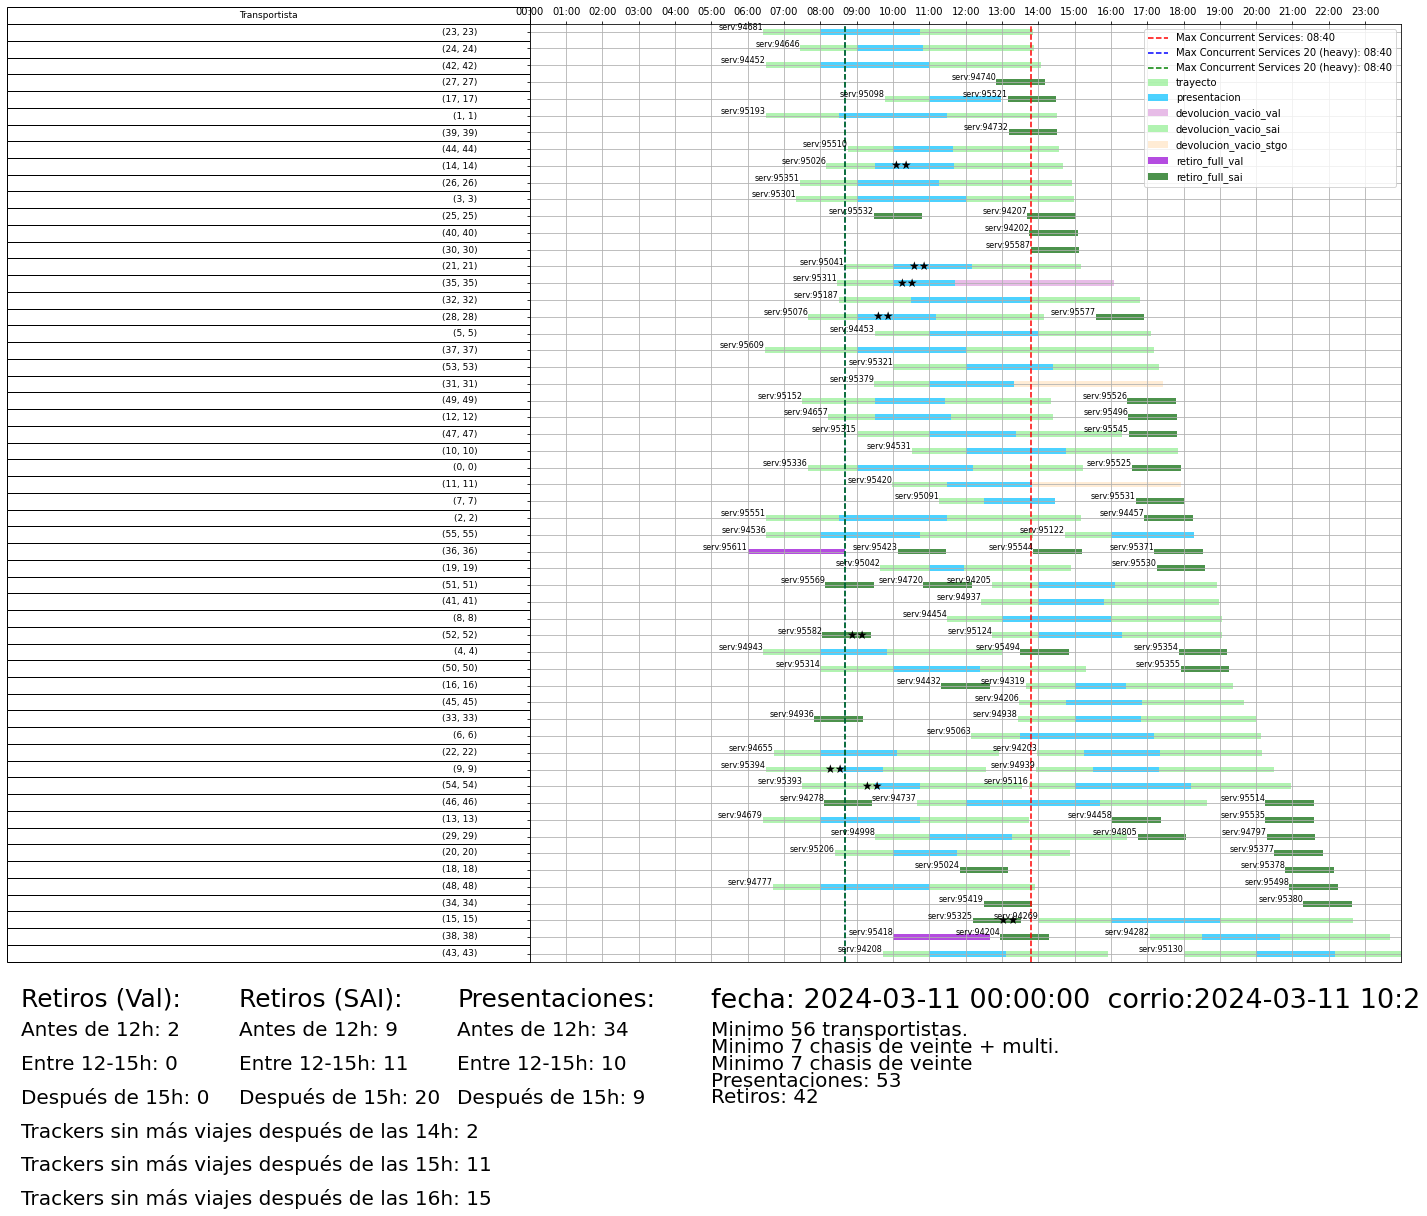 Transportista
00:00 01:00 02:00 03:00 04:00 05:00 06:00 07:00 08:00 09:00 10:00 11:00 12:00 13:00 14:00 15:00 16:00 17:00 18:00 19:00 20:00 21:00 22:00 23:00
Max Concurrent Services: 08:40
Max Concurrent Services 20 (heavy): 08:40
Max Concurrent Services 20 (heavy): 08:40
trayecto
presentacion
devolucion_vacio_val
devolucion_vacio_sai
devolucion_vacio_stgo
retiro_full_val
retiro_full_sai
(23, 23) serv:94681
(24, 24) serv:94646
(42, 42) serv:94452
(27, 27) serv:94740
(17, 17) serv:95098 serv:95521
(1, 1) serv:95193
(39, 39) serv:94732
(44, 44) serv:95510
(14, 14) serv:95026
(26, 26) serv:95351
(3, 3) serv:95301
(25, 25) serv:95532 serv:94207
(40, 40) serv:94202
(30, 30) serv:95587
(21, 21) serv:95041
(35, 35) serv:95311
(32, 32) serv:95187
(28, 28) serv:95076 serv:95577
(5, 5) serv:94453
(37, 37) serv:95609
(53, 53) serv:95321
(31, 31) serv:95379
(49, 49) serv:95152 serv:95526
(12, 12) serv:94657 serv:95496
(47, 47) serv:95315 serv:95545
(10, 10) serv:94531
(0, 0) serv:95336 serv:95525
(11, 11) serv:95420
(7, 7) serv:95091 serv:95531
(2, 2) serv:95551 serv:94457
(55, 55) serv:94536 serv:95122
(36, 36) serv:95611 serv:95423 serv:95544 serv:95371
(19, 19) serv:95042 serv:95530
(51, 51) serv:95569 serv:94720 serv:94205
(41, 41) serv:94937
(8, 8) serv:94454
(52, 52) serv:95582 serv:95124
(4, 4) serv:94943 serv:95494 serv:95354
(50, 50) serv:95314 serv:95355
(16, 16) serv:94432 serv:94319
(45, 45) serv:94206
(33, 33) serv:94936 serv:94938
(6, 6) serv:95063
(22, 22) serv:94655 serv:94203
(9, 9) serv:95394 serv:94939
(54, 54) serv:95393 serv:95116
(46, 46) serv:94278 serv:94737 serv:95514
(13, 13) serv:94679 serv:94458 serv:95535
(29, 29) serv:94998 serv:94805 serv:94797
(20, 20) serv:95206 serv:95377
(18, 18) serv:95024 serv:95378
(48, 48) serv:94777 serv:95498
(34, 34) serv:95419 serv:95380
(15, 15) serv:95325 serv:94269
(38, 38) serv:95418 serv:94204 serv:94282
(43, 43) serv:94208 serv:95130
Retiros (Val): Retiros (SAI): Presentaciones: fecha: 2024-03-11 00:00:00 corrio:2024-03-11 10:2
Antes de 12h: 2 Antes de 12h: 9 Antes de 12h: 34
Entre 12-15h: 0 Entre 12-15h: 11 Entre 12-15h: 10
Después de 15h: 0 Después de 15h: 20 Después de 15h: 9
Minimo 56 transportistas.
Minimo 7 chasis de veinte + multi.
Minimo 7 chasis de veinte
Presentaciones: 53
Retiros: 42
Trackers sin más viajes después de las 14h: 2
Trackers sin más viajes después de las 15h: 11
Trackers sin más viajes después de las 16h: 15